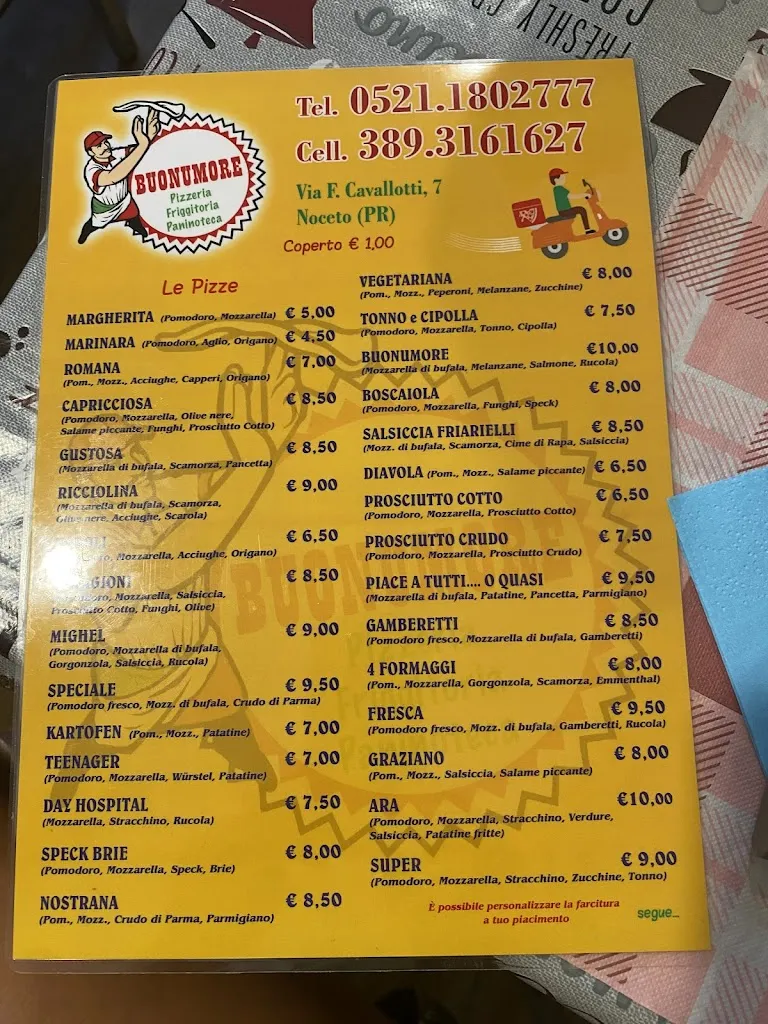 FRESHLY
BUONUMORE
Pizzeria
Friggitoria
Paninoteca
Tel. 0521.1802777
Cell. 389.3161627
Via F. Cavallotti, 7
Noceto (PR)
Coperto € 1,00
Le Pizze
MARGHERITA (Pomodoro, Mozzarella) € 5,00
MARINARA (Pomodoro, Aglio, Origano) € 4,50
ROMANA € 7,00
(Pom., Mozz., Acciughe, Capperi, Origano)
CAPRICCIOSA € 8,50
(Pomodoro, Mozzarella, Olive nere,
Salame piccante, Funghi, Prosciutto Cotto)
GUSTOSA € 8,50
(Mozzarella di bufala, Scamorza, Pancetta)
RICCIOLINA € 9,00
(Mozzarella di bufala, Scamorza,
Olive nere, Acciughe, Scarola)
€ 6,50
Mozzarella, Acciughe, Origano)
€ 8,50
Mozzarella, Salsiccia,
Prosciutto Cotto, Funghi, Olive)
MIGHEL € 9,00
(Pomodoro, Mozzarella di bufala,
Gorgonzola, Salsiccia, Rucola)
SPECIALE € 9,50
(Pomodoro fresco, Mozz. di bufala, Crudo di Parma)
KARTOFEN (Pom., Mozz., Patatine) € 7,00
TEENAGER € 7,00
(Pomodoro, Mozzarella, Würstel, Patatine)
DAY HOSPITAL € 7,50
(Mozzarella, Stracchino, Rucola)
SPECK BRIE € 8,00
(Pomodoro, Mozzarella, Speck, Brie)
NOSTRANA € 8,50
(Pom., Mozz., Crudo di Parma, Parmigiano)
VEGETARIANA € 8,00
(Pom., Mozz., Peperoni, Melanzane, Zucchine)
TONNO e CIPOLLA € 7,50
(Pomodoro, Mozzarella, Tonno, Cipolla)
BUONUMORE €10,00
(Mozzarella di bufala, Melanzane, Salmone, Rucola)
BOSCAIOLA € 8,00
(Pomodoro, Mozzarella, Funghi, Speck)
SALSICCIA FRIARIELLI € 8,50
(Mozz. di bufala, Scamorza, Cime di Rapa, Salsiccia)
DIAVOLA (Pom., Mozz., Salame piccante) € 6,50
PROSCIUTTO COTTO € 6,50
(Pomodoro, Mozzarella, Prosciutto Cotto)
PROSCIUTTO CRUDO € 7,50
(Pomodoro, Mozzarella, Prosciutto Crudo)
PIACE A TUTTI.... O QUASI € 9,50
(Mozzarella di bufala, Patatine, Pancetta, Parmigiano)
GAMBERETTI € 8,50
(Pomodoro fresco, Mozzarella di bufala, Gamberetti)
4 FORMAGGI € 8,00
(Pom., Mozzarella, Gorgonzola, Scamorza, Emmenthal)
FRESCA € 9,50
(Pomodoro fresco, Mozz. di bufala, Gamberetti, Rucola)
GRAZIANO € 8,00
(Pom., Mozz., Salsiccia, Salame piccante)
ARA €10,00
(Pomodoro, Mozzarella, Stracchino, Verdure,
Salsiccia, Patatine fritte)
SUPER € 9,00
(Pomodoro, Mozzarella, Stracchino, Zucchine, Tonno)
È possibile personalizzare la farcitura
a tuo piacimento
segue...